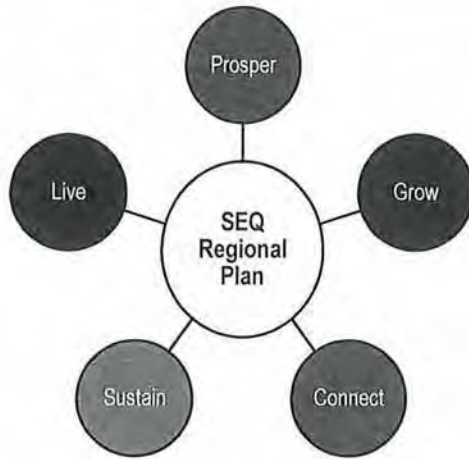 Prosper
Live
Grow
SEQ
Regional
Plan
Sustain
Connect